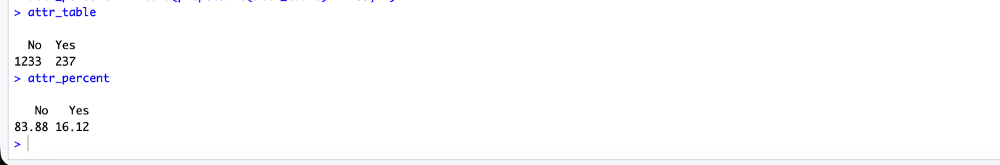 > attr_table
No Yes
1233 237
> attr_percent
No Yes
83.88 16.12
>